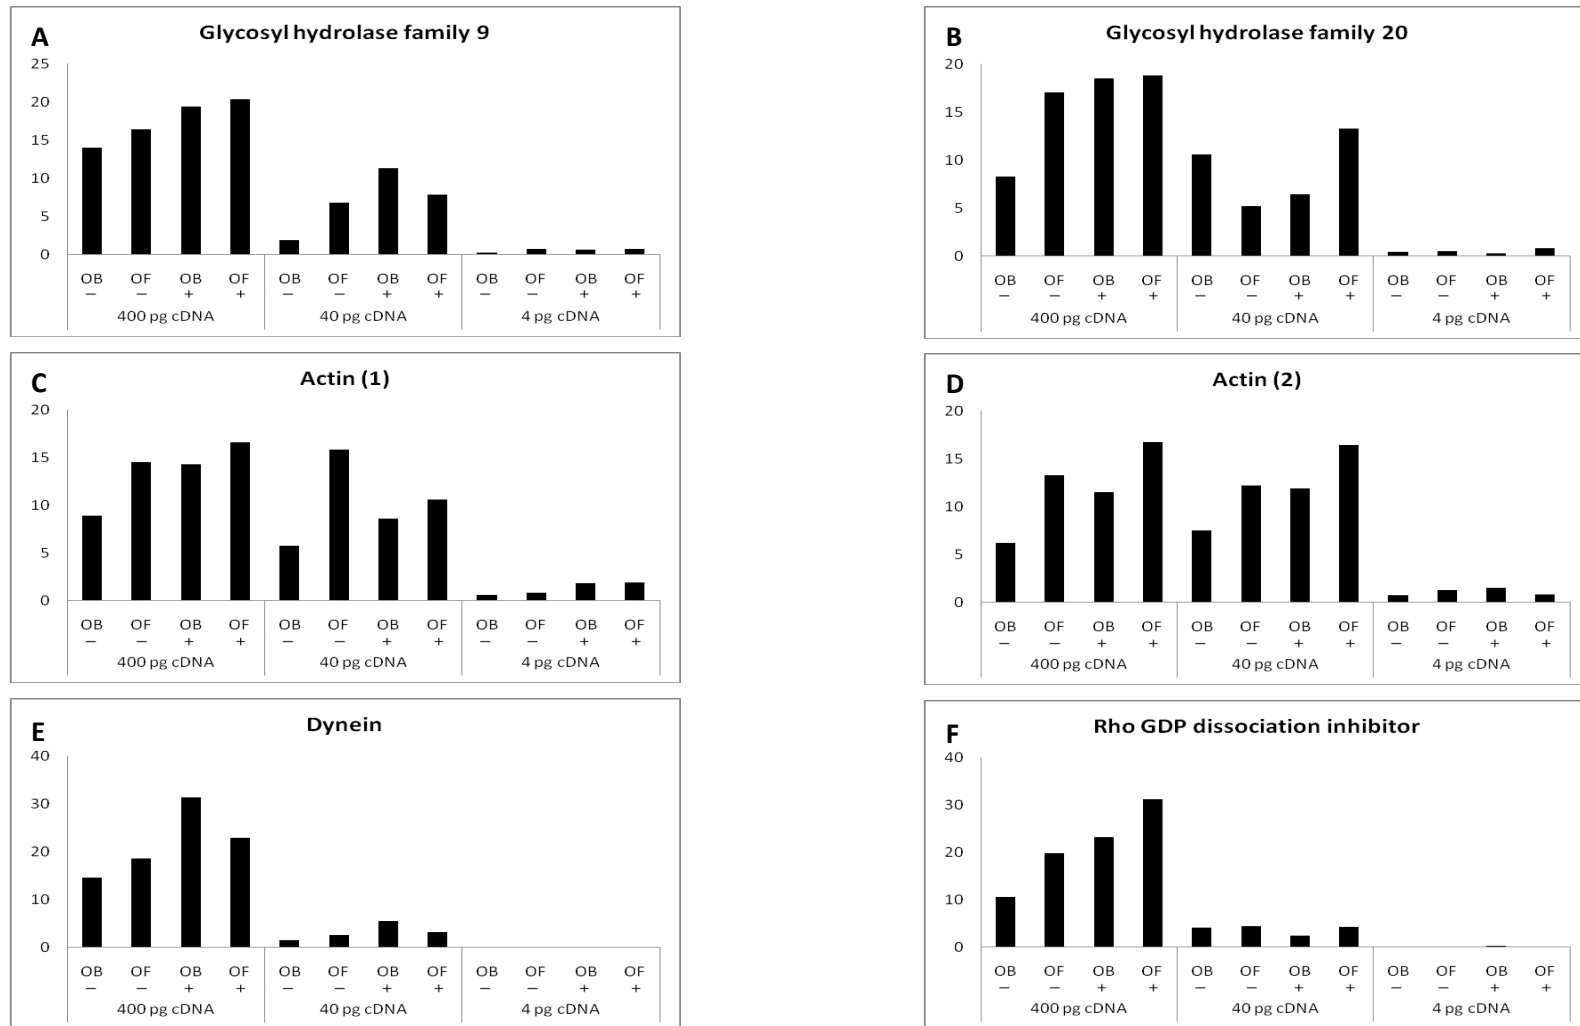 A Glycosyl hydrolase family 9
25
20
15
10
5
0
OB OF OB OF OB OF OB OF OB OF OB OF
– – + + – – + + – – + +
400 pg cDNA 40 pg cDNA 4 pg cDNA
B Glycosyl hydrolase family 20
20
15
10
5
0
OB OF OB OF OB OF OB OF OB OF OB OF
– – + + – – + + – – + +
400 pg cDNA 40 pg cDNA 4 pg cDNA
C Actin (1)
20
15
10
5
0
OB OF OB OF OB OF OB OF OB OF OB OF
– – + + – – + + – – + +
400 pg cDNA 40 pg cDNA 4 pg cDNA
D Actin (2)
20
15
10
5
0
OB OF OB OF OB OF OB OF OB OF OB OF
– – + + – – + + – – + +
400 pg cDNA 40 pg cDNA 4 pg cDNA
E Dynein
40
30
20
10
0
OB OF OB OF OB OF OB OF OB OF OB OF
– – + + – – + + – – + +
400 pg cDNA 40 pg cDNA 4 pg cDNA
F Rho GDP dissociation inhibitor
40
30
20
10
0
OB OF OB OF OB OF OB OF OB OF OB OF
– – + + – – + + – – + +
400 pg cDNA 40 pg cDNA 4 pg cDNA